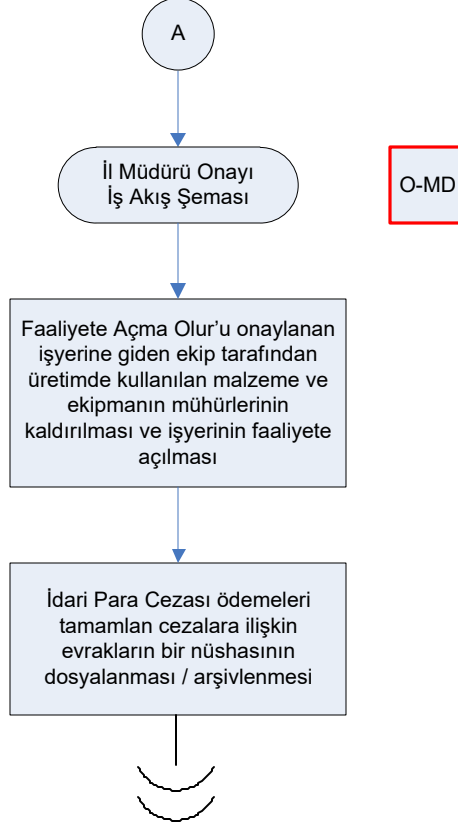 A
İl Müdürü Onayı
İş Akış Şeması
O-MD
Faaliyete Açma Olur’u onaylanan
işyerine giden ekip tarafından
üretimde kullanılan malzeme ve
ekipmanın mühürlerinin
kaldırılması ve işyerinin faaliyete
açılması
İdari Para Cezası ödemeleri
tamamlan cezalara ilişkin
evrakların bir nüshasının
dosyalanması / arşivlenmesi